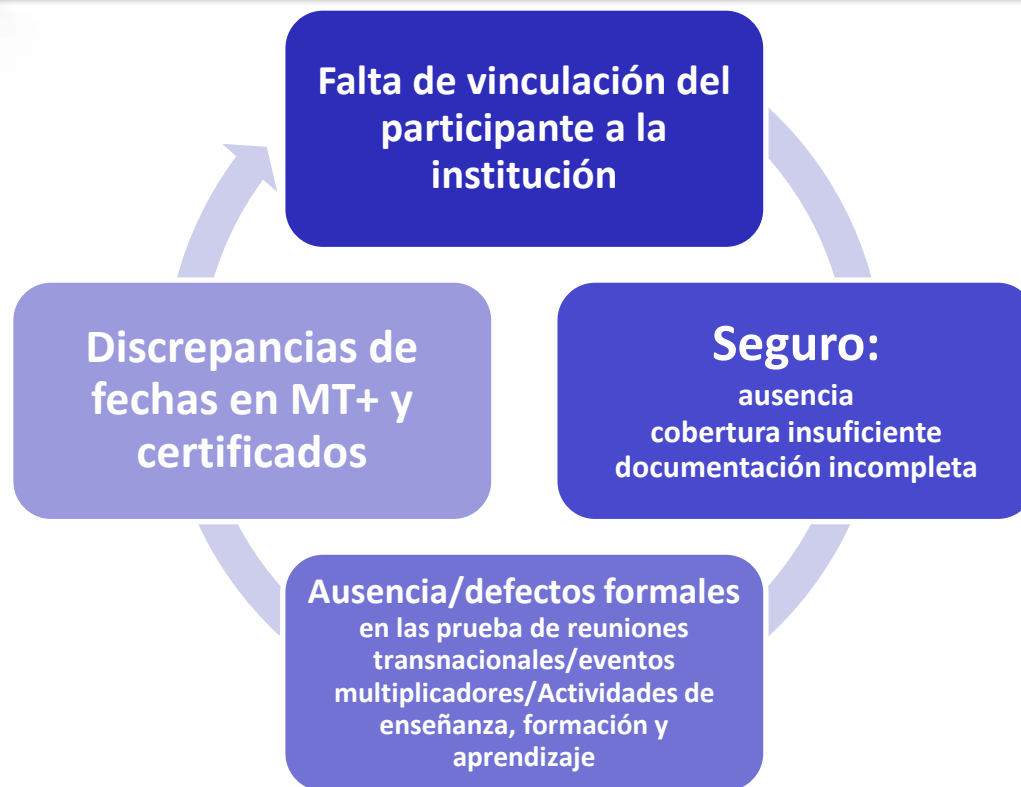 Falta de vinculación del
participante a la
institución
Seguro:
ausencia
cobertura insuficiente
documentación incompleta
Ausencia/defectos formales
en las prueba de reuniones
transnacionales/eventos
multiplicadores/Actividades de
enseñanza, formación y
aprendizaje
Discrepancias de
fechas en MT+ y
certificados